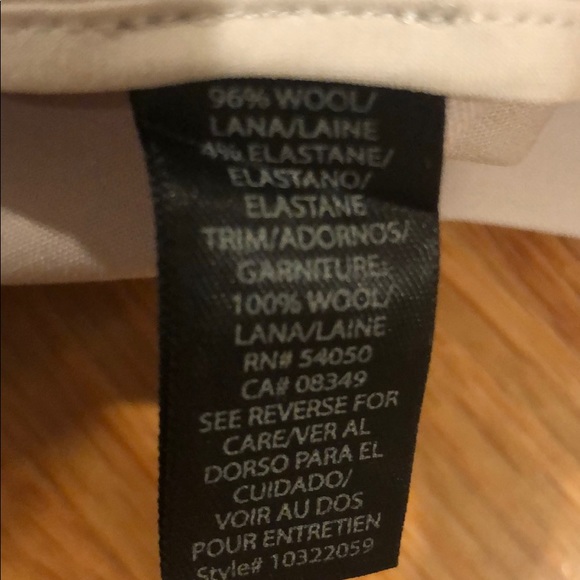 96% WOOL/
LANA/LAINE
4% ELASTANE/
ELASTANO/
ELASTANE
TRIM/ADORNOS/
GARNITURE:
100% WOOL/
LANA/LAINE
RN# 54050
CA# 08349
SEE REVERSE FOR
CARE/VER AL
DORSO PARA EL
CUIDADO/
VOIR AU DOS
POUR ENTRETIEN
Style# 10322059